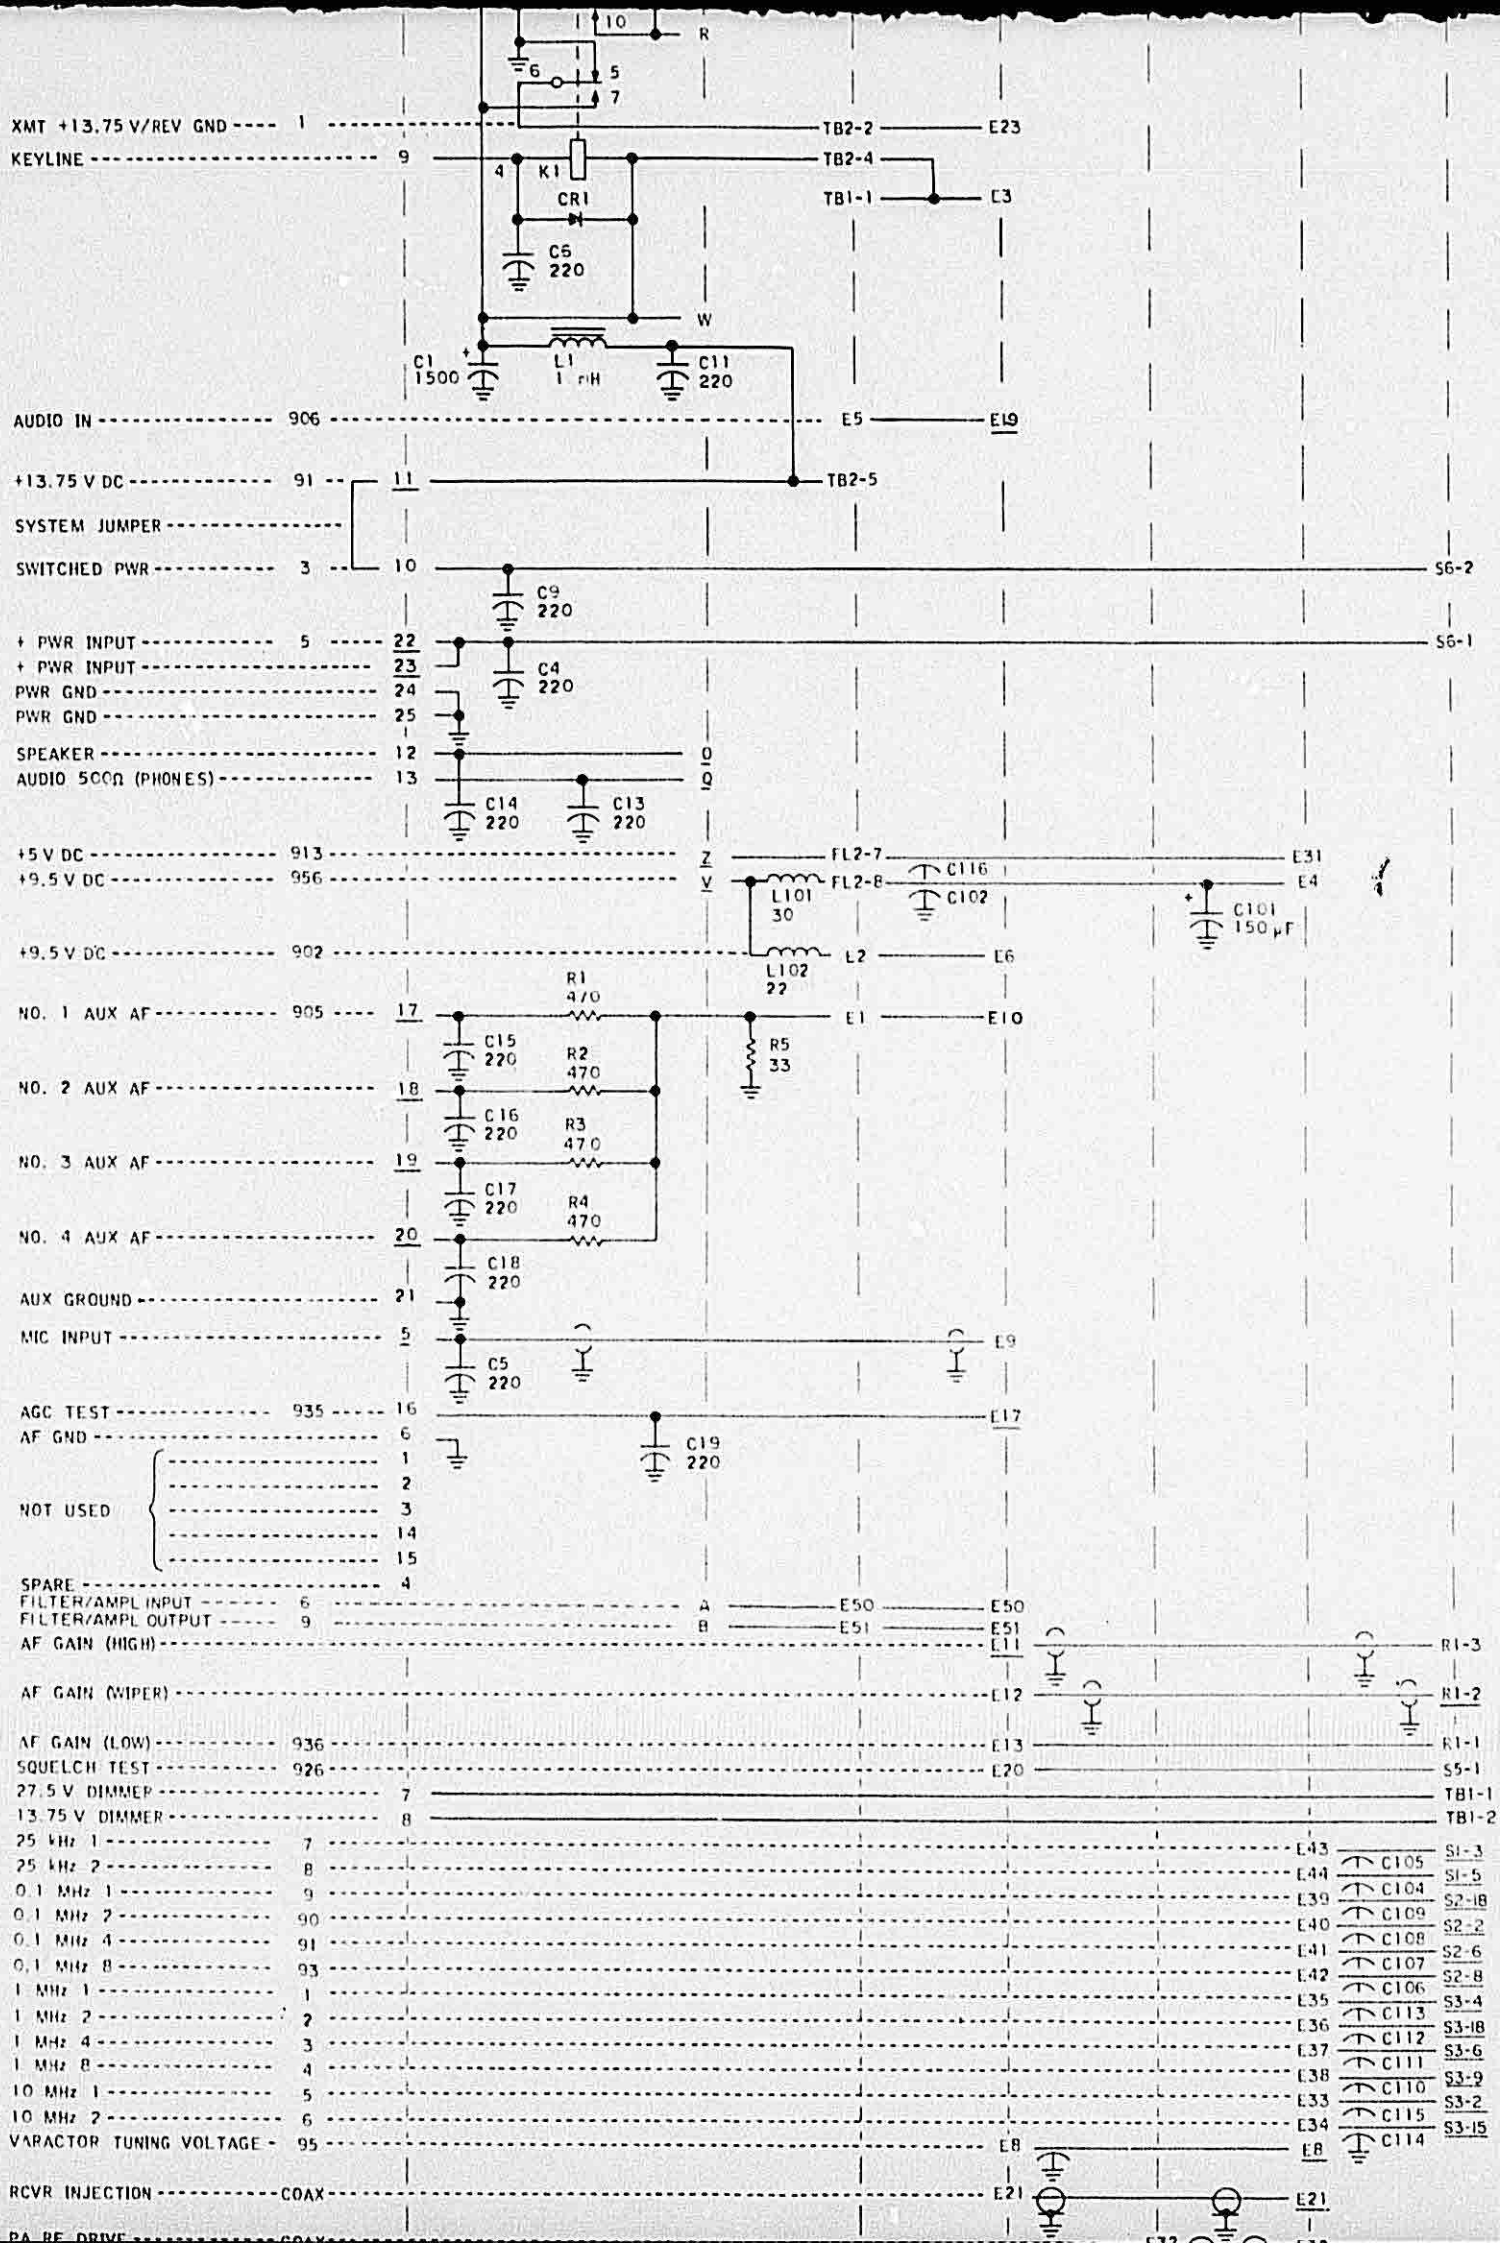 10 R
6 5
7
XMT +13.75 V/REV GND 1 TB2-2 E23
KEYLINE 9 4 K1 TB2-4
CR1 TB1-1 E3
C6
220
W
C1 + L1 C11
1500 1 mH 220
AUDIO IN 906 E5 E19
+13.75 V DC 91 11 TB2-5
SYSTEM JUMPER
SWITCHED PWR 3 10 S6-2
C9
220
+ PWR INPUT 5 22 S6-1
+ PWR INPUT 23 C4
PWR GND 24 220
PWR GND 25
SPEAKER 12 O
AUDIO 500Ω (PHONES) 13 Q
C14 C13
220 220
+5 V DC 913 Z FL2-7 E31
+9.5 V DC 956 V FL2-8 C116 E4
L101 C102 + C101
30 150 µF
+9.5 V DC 902 E2 E6
L102
22
R1
470
NO. 1 AUX AF 905 17 E1 E10
C15 R5
220 33
R2
470
NO. 2 AUX AF 18
C16
220
R3
470
NO. 3 AUX AF 19
C17
220
R4
470
NO. 4 AUX AF 20
C18
220
AUX GROUND 21
MIC INPUT 5 E9
C5
220
AGC TEST 935 16 E17
AF GND 6 C19
1 220
2
NOT USED 3
14
15
SPARE 4
FILTER/AMPL INPUT 6 A E50 E50
FILTER/AMPL OUTPUT 9 B E51 E51
AF GAIN (HIGH) E11 R1-3
AF GAIN (WIPER) E12 R1-2
AF GAIN (LOW) 936 E13 R1-1
SQUELCH TEST 926 E20 S5-1
27.5 V DIMMER 7 TB1-1
13.75 V DIMMER 8 TB1-2
25 kHz 1 7 E43 S1-3
C105
25 kHz 2 8 E44 S1-5
C104
0.1 MHz 1 9 E39 S2-18
C109
0.1 MHz 2 90 E40 S2-2
C108
0.1 MHz 4 91 E41 S2-6
C107
0.1 MHz 8 93 E42 S2-8
C106
1 MHz 1 1 E35 S3-4
C113
1 MHz 2 2 E36 S3-18
C112
1 MHz 4 3 E37 S3-6
C111
1 MHz 8 4 E38 S3-9
C110
10 MHz 1 5 E33 S3-2
C115
10 MHz 2 6 E34 S3-15
C114
VARACTOR TUNING VOLTAGE 95 E8 E8
RCVR INJECTION COAX E21 E21
PA RF DRIVE COAX